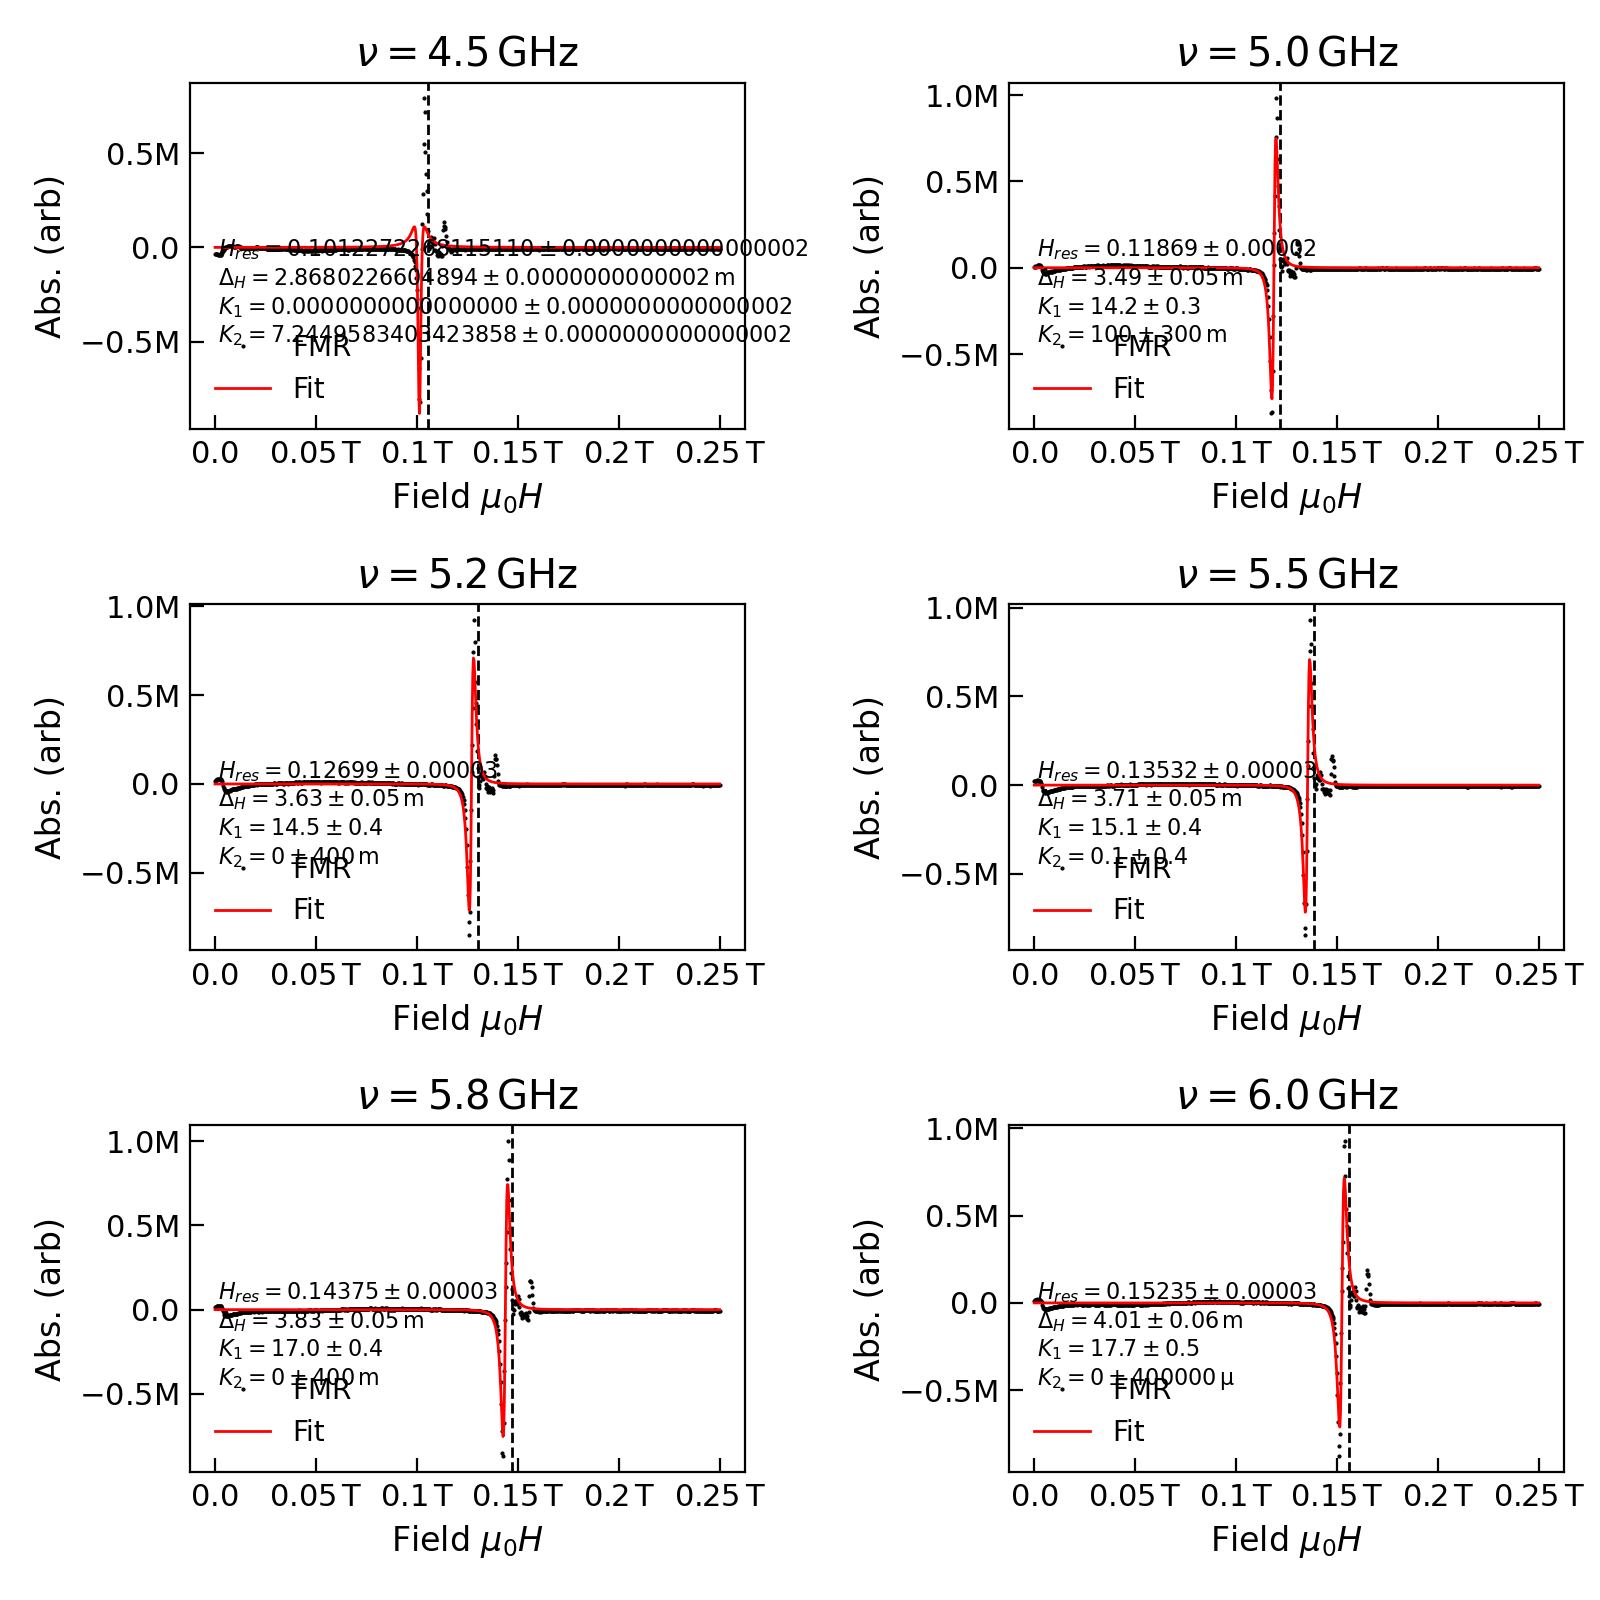 ν = 4.5 GHz
0.5M
0.0
−0.5M
Abs. (arb)
H_res = ± 0.0000000000000002
Δ_H = 2.8680226604894 ± 0.0000000000002 m
K_1 = 0.0000000000000000 ± 0.0000000000000002
K_2 = 7.2449583403423858 ± 0.0000000000000002
FMR
Fit
0.0 0.05 T 0.1 T 0.15 T 0.2 T 0.25 T
Field μ₀H
ν = 5.0 GHz
1.0M
0.5M
0.0
−0.5M
Abs. (arb)
H_res = 0.11869 ± 0.00002
Δ_H = 3.49 ± 0.05 m
K_1 = 14.2 ± 0.3
K_2 = 100 ± 300 m
FMR
Fit
0.0 0.05 T 0.1 T 0.15 T 0.2 T 0.25 T
Field μ₀H
ν = 5.2 GHz
1.0M
0.5M
0.0
−0.5M
Abs. (arb)
H_res = 0.12699 ± 0.00003
Δ_H = 3.63 ± 0.05 m
K_1 = 14.5 ± 0.4
K_2 = 0 ± 400 m
FMR
Fit
0.0 0.05 T 0.1 T 0.15 T 0.2 T 0.25 T
Field μ₀H
ν = 5.5 GHz
1.0M
0.5M
0.0
−0.5M
Abs. (arb)
H_res = 0.13532 ± 0.00003
Δ_H = 3.71 ± 0.05 m
K_1 = 15.1 ± 0.4
K_2 = 0.1 ± 0.4
FMR
Fit
0.0 0.05 T 0.1 T 0.15 T 0.2 T 0.25 T
Field μ₀H
ν = 5.8 GHz
1.0M
0.5M
0.0
−0.5M
Abs. (arb)
H_res = 0.14375 ± 0.00003
Δ_H = 3.83 ± 0.05 m
K_1 = 17.0 ± 0.4
K_2 = 0 ± 400 m
FMR
Fit
0.0 0.05 T 0.1 T 0.15 T 0.2 T 0.25 T
Field μ₀H
ν = 6.0 GHz
1.0M
0.5M
0.0
−0.5M
Abs. (arb)
H_res = 0.15235 ± 0.00003
Δ_H = 4.01 ± 0.06 m
K_1 = 17.7 ± 0.5
K_2 = 0 ± 400000 μ
FMR
Fit
0.0 0.05 T 0.1 T 0.15 T 0.2 T 0.25 T
Field μ₀H